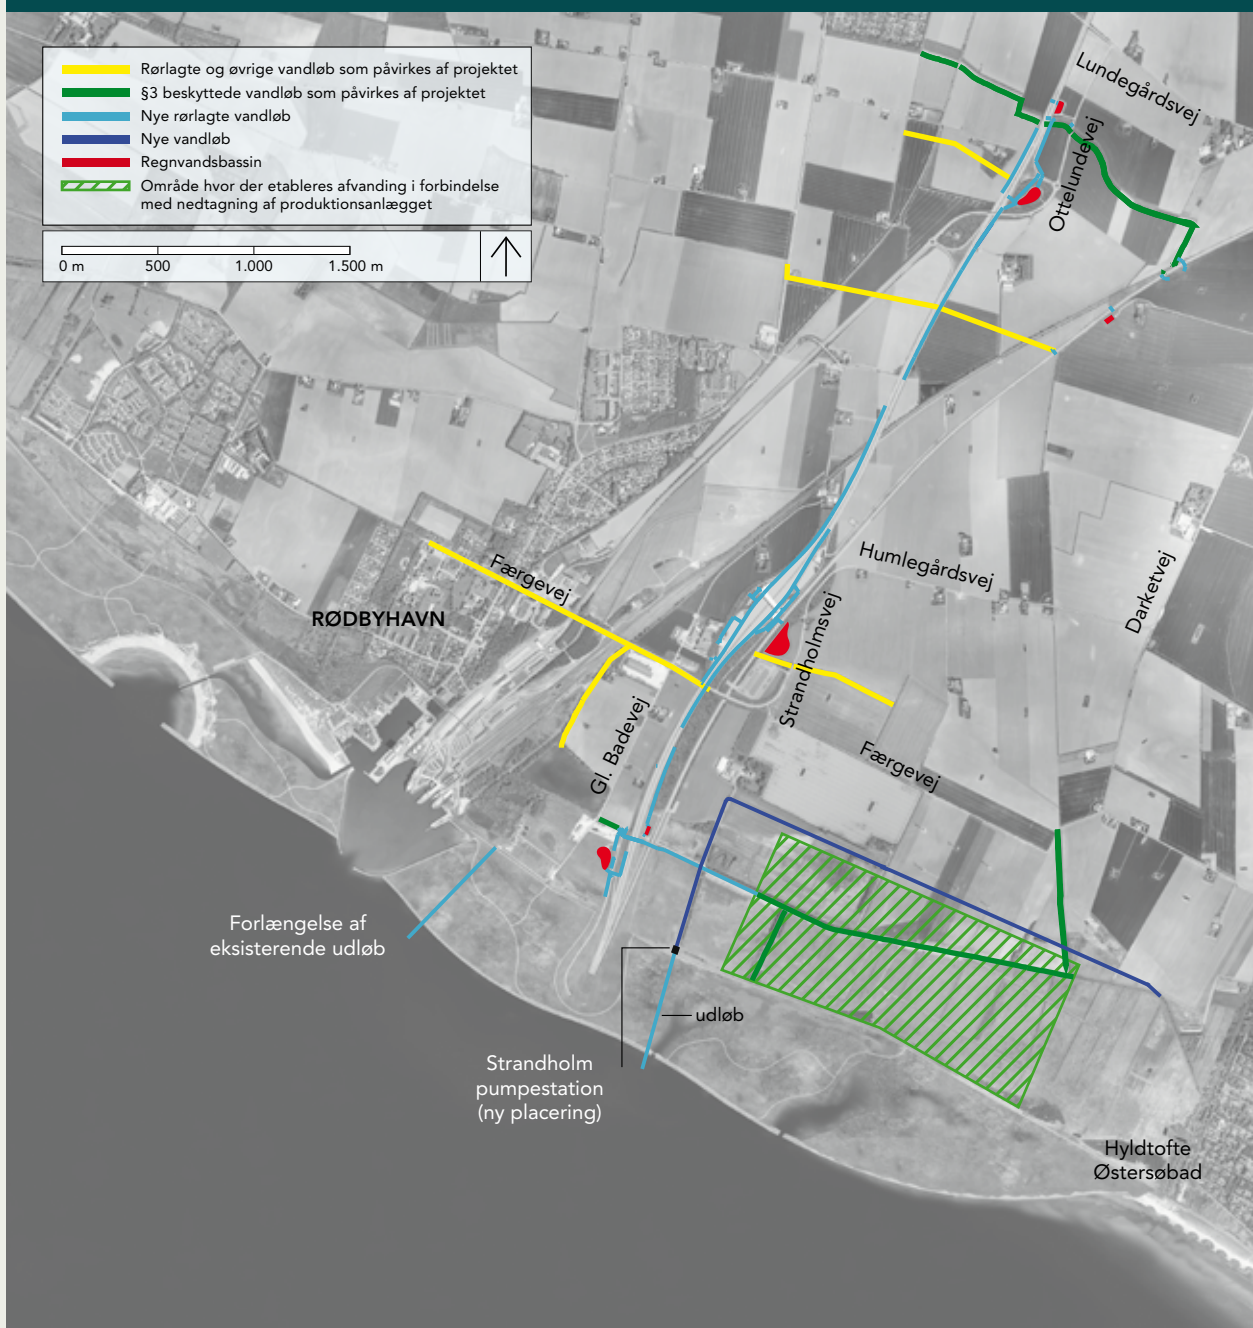 Rørlagte og øvrige vandløb som påvirkes af projektet
§3 beskyttede vandløb som påvirkes af projektet
Nye rørlagte vandløb
Nye vandløb
Regnvandsbassin
Område hvor der etableres afvanding i forbindelse
med nedtagning af produktionsanlægget
0 m 500 1.000 1.500 m
Lundegårdsvej
Ottelundevej
Færgevej
Humlegårdsvej
Darketvej
RØDBYHAVN
Strandholmsvej
Gl. Badevej
Færgevej
Forlængelse af
eksisterende udløb
udløb
Strandholm
pumpestation
(ny placering)
Hyldtofte
Østersøbad